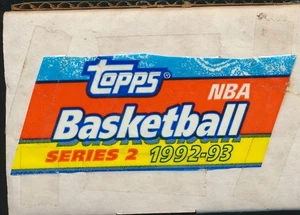 TOPPS®
NBA
Basketball
SERIES 2 1992-93